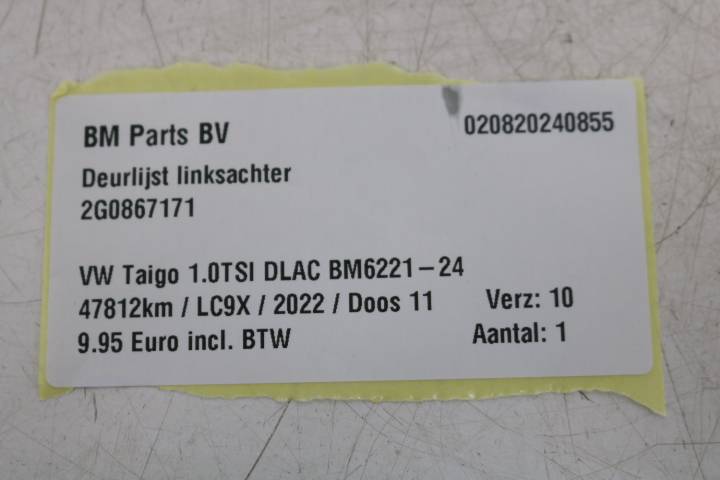 BM Parts BV 020820240855
Deurlijst linksachter
2G0867171
VW Taigo 1.0TSI DLAC BM6221-24
47812km / LC9X / 2022 / Doos 11 Verz: 10
9.95 Euro incl. BTW Aantal: 1